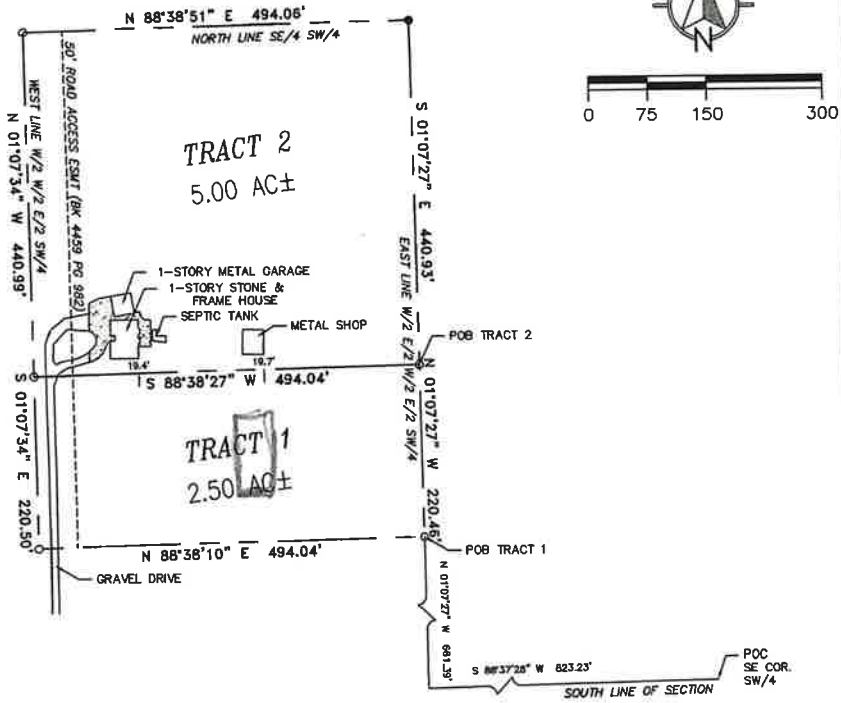 N 88°38'51" E 494.06'
NORTH LINE SE/4 SW/4
N
0 75 150 300
WEST LINE W/2 W/2 E/2 SW/4
N 01°07'34" W 440.99'
50' ROAD ACCESS ESMT (BK 4459 PG 982)
TRACT 2
5.00 AC±
S 01°07'27" E 440.93'
EAST LINE W/2 E/2 W/2 E/2 SW/4
1-STORY METAL GARAGE
1-STORY STONE &
FRAME HOUSE
SEPTIC TANK
METAL SHOP
POB TRACT 2
19.4'
19.7'
S 88°38'27" W 494.04'
S 01°07'34" E 220.50'
TRACT 1
2.50 AC±
N 01°07'27" W 220.46'
N 88°38'10" E 494.04'
POB TRACT 1
GRAVEL DRIVE
N 01°07'27" W 661.39'
S 88°37'28" W 823.23'
SOUTH LINE OF SECTION
POC
SE COR.
SW/4